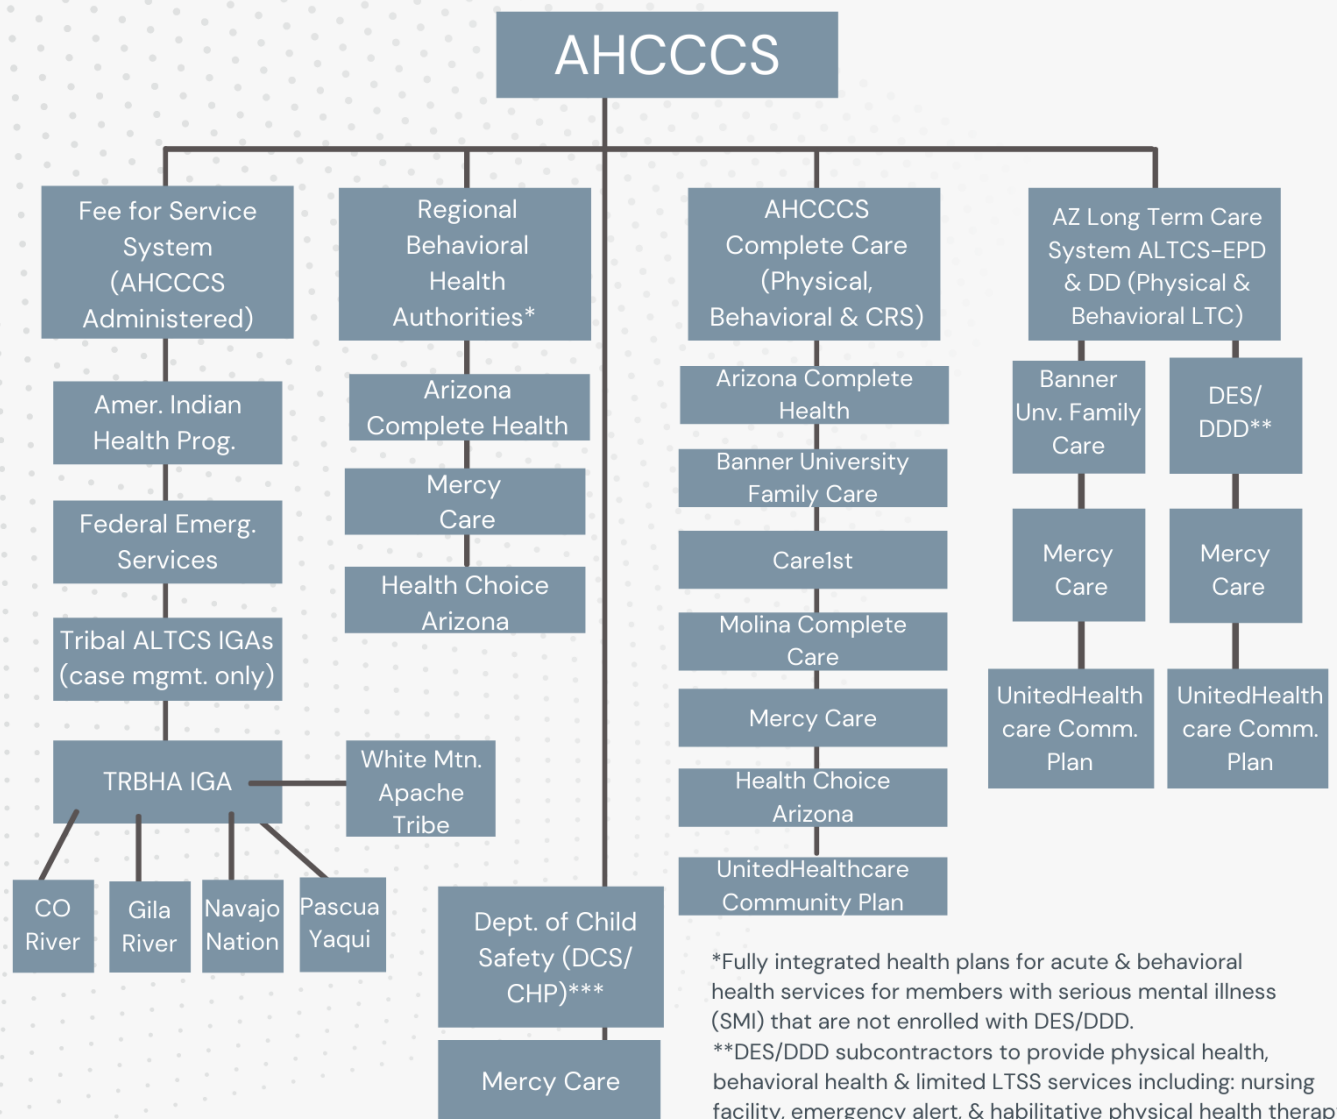 AHCCCS
Fee for Service
System
(AHCCCS
Administered)
Amer. Indian
Health Prog.
Federal Emerg.
Services
Tribal ALTCS IGAs
(case mgmt. only)
TRBHA IGA
White Mtn.
Apache
Tribe
CO
River
Gila
River
Navajo
Nation
Pascua
Yaqui
Regional
Behavioral
Health
Authorities*
Arizona
Complete Health
Mercy
Care
Health Choice
Arizona
Dept. of Child
Safety (DCS/
CHP)***
Mercy Care
AHCCCS
Complete Care
(Physical,
Behavioral & CRS)
Arizona Complete
Health
Banner University
Family Care
Care1st
Molina Complete
Care
Mercy Care
Health Choice
Arizona
UnitedHealthcare
Community Plan
AZ Long Term Care
System ALTCS-EPD
& DD (Physical &
Behavioral LTC)
Banner
Unv. Family
Care
Mercy
Care
UnitedHealth
care Comm.
Plan
DES/
DDD**
Mercy
Care
UnitedHealth
care Comm.
Plan
*Fully integrated health plans for acute & behavioral
health services for members with serious mental illness
(SMI) that are not enrolled with DES/DDD.
**DES/DDD subcontractors to provide physical health,
behavioral health & limited LTSS services including: nursing
facility, emergency alert, & habilitative physical health therap